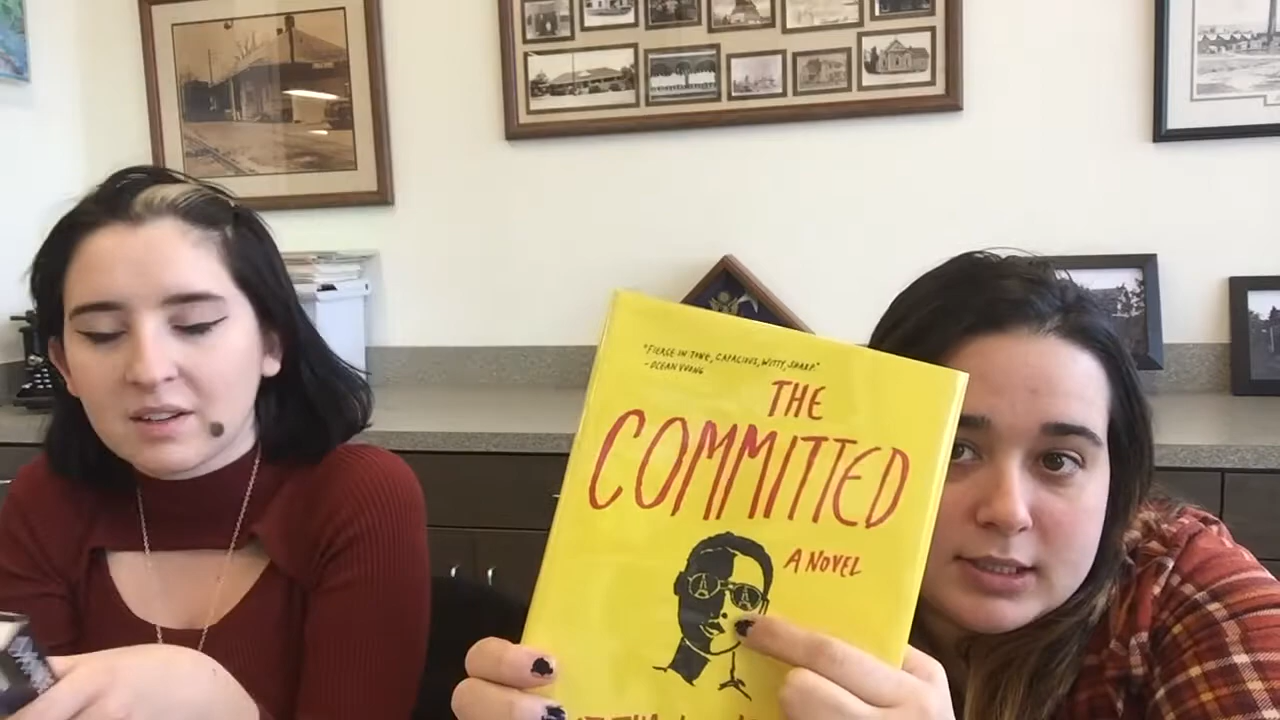 "FIERCE IN TONE, CAPACIOUS, WITTY, SHARP."
-OCEAN VUONG
THE
COMMITTED
A NOVEL